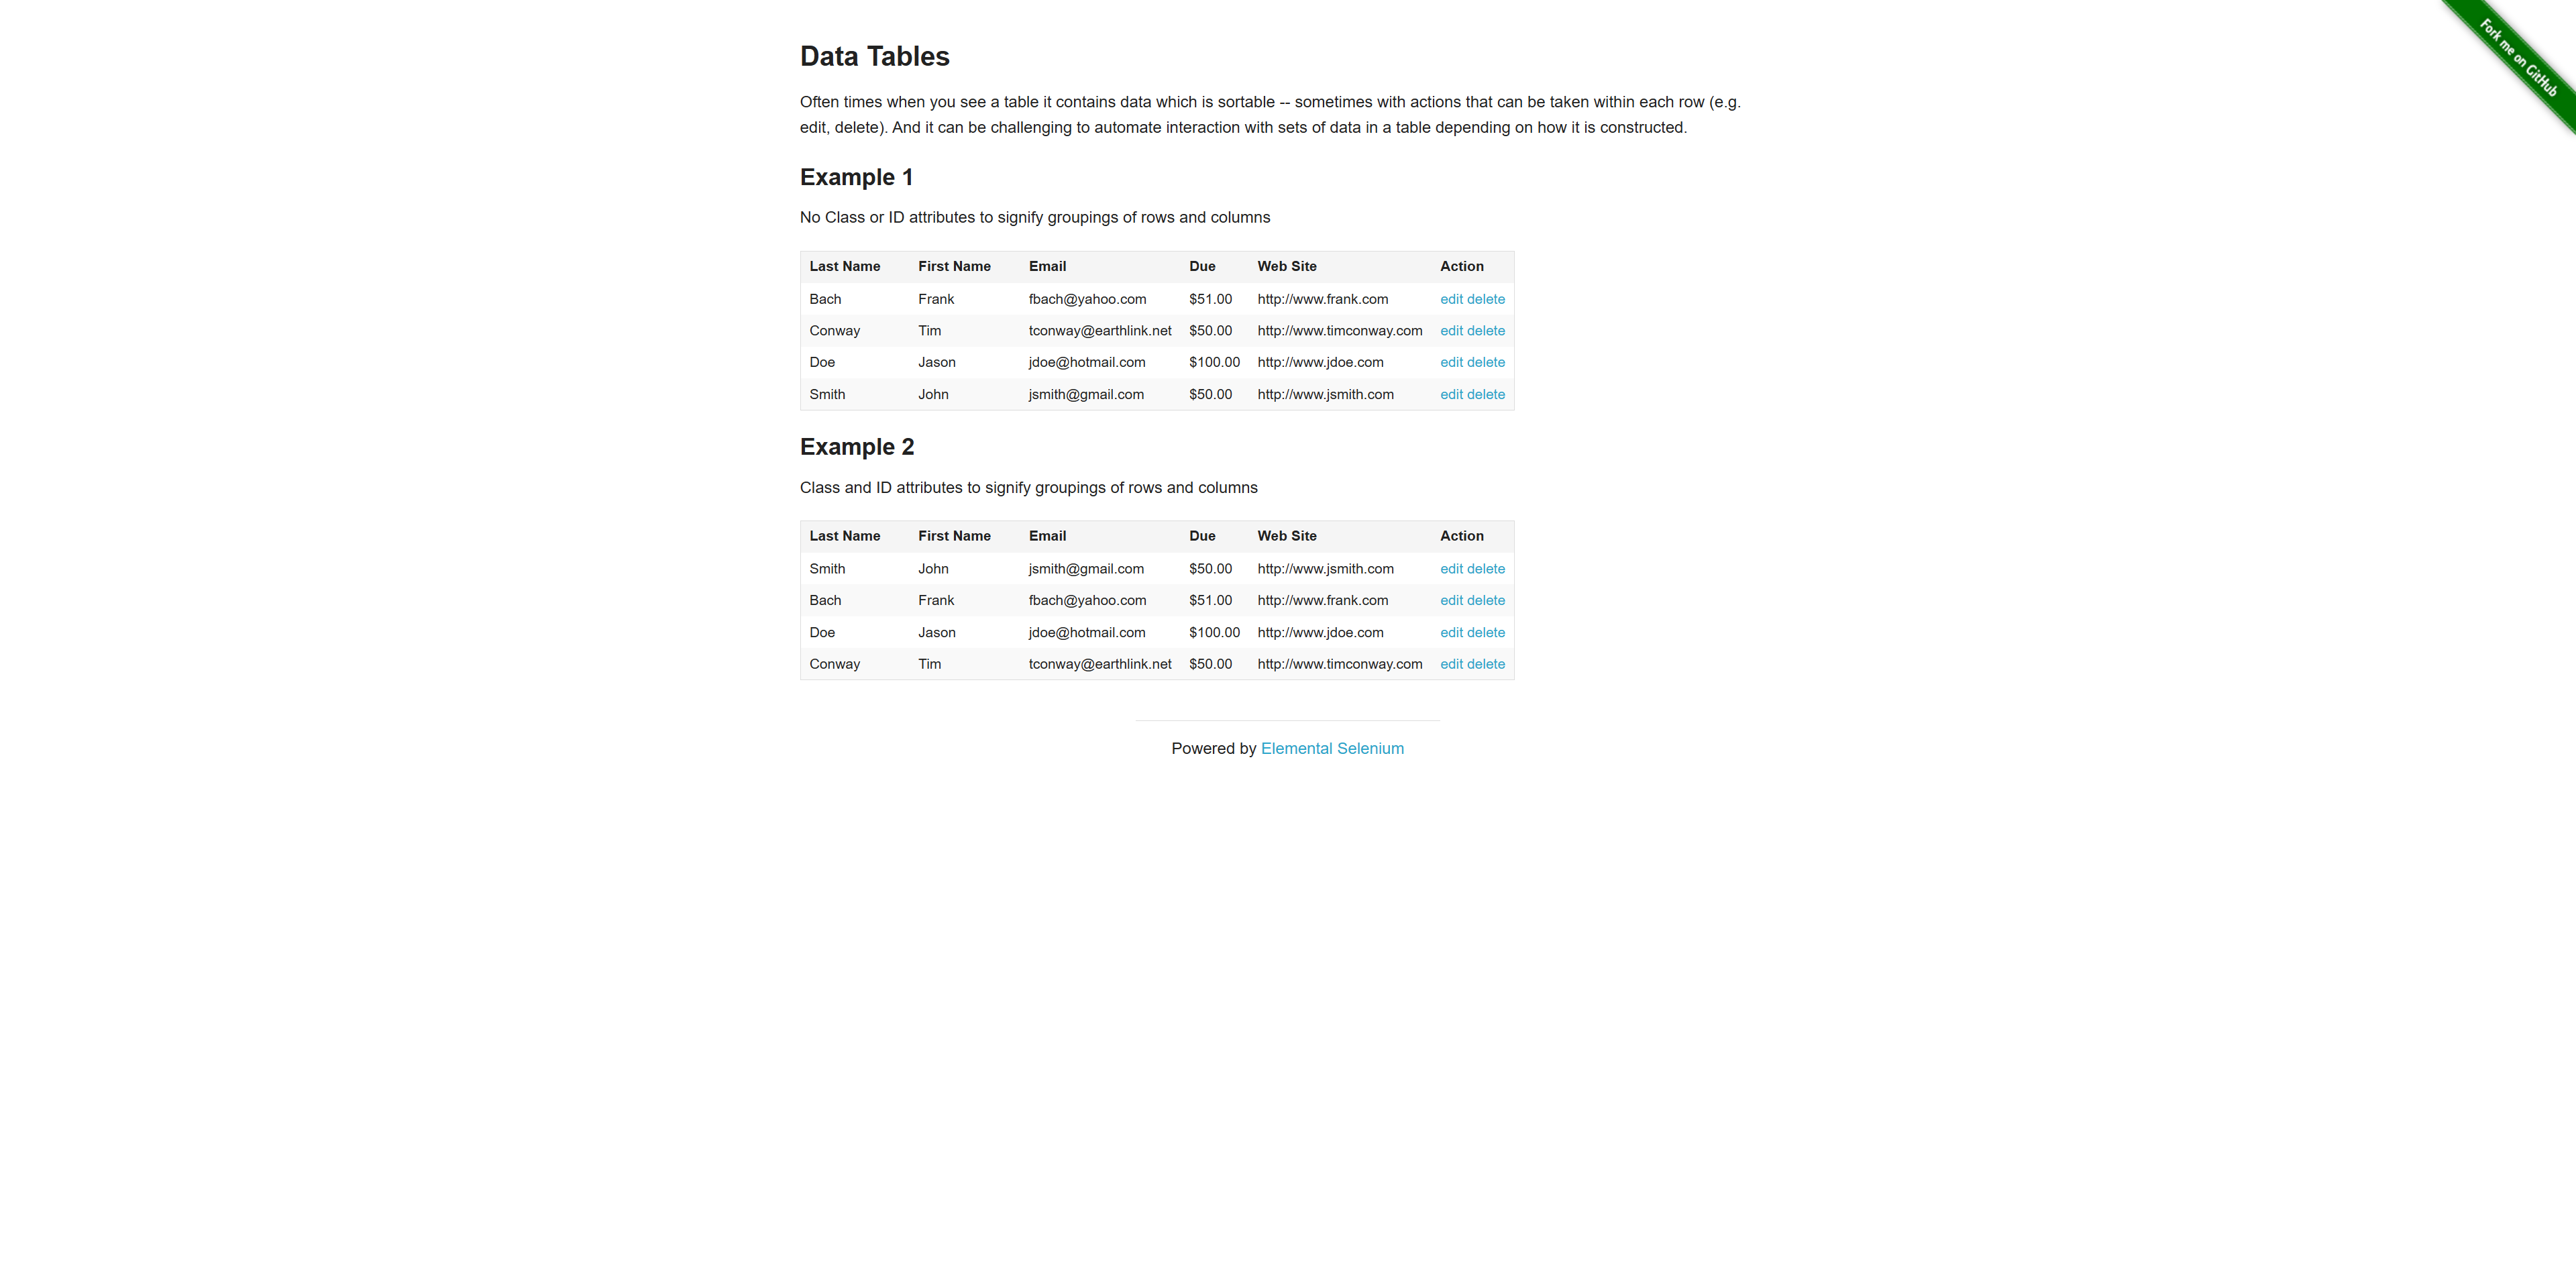 Fork me on GitHub
Data Tables
Often times when you see a table it contains data which is sortable -- sometimes with actions that can be taken within each row (e.g.
edit, delete). And it can be challenging to automate interaction with sets of data in a table depending on how it is constructed.
Example 1
No Class or ID attributes to signify groupings of rows and columns
Last Name First Name Email Due Web Site Action
Bach Frank fbach@yahoo.com $51.00 http://www.frank.com edit delete
Conway Tim tconway@earthlink.net $50.00 http://www.timconway.com edit delete
Doe Jason jdoe@hotmail.com $100.00 http://www.jdoe.com edit delete
Smith John jsmith@gmail.com $50.00 http://www.jsmith.com edit delete
Example 2
Class and ID attributes to signify groupings of rows and columns
Last Name First Name Email Due Web Site Action
Smith John jsmith@gmail.com $50.00 http://www.jsmith.com edit delete
Bach Frank fbach@yahoo.com $51.00 http://www.frank.com edit delete
Doe Jason jdoe@hotmail.com $100.00 http://www.jdoe.com edit delete
Conway Tim tconway@earthlink.net $50.00 http://www.timconway.com edit delete
Powered by Elemental Selenium